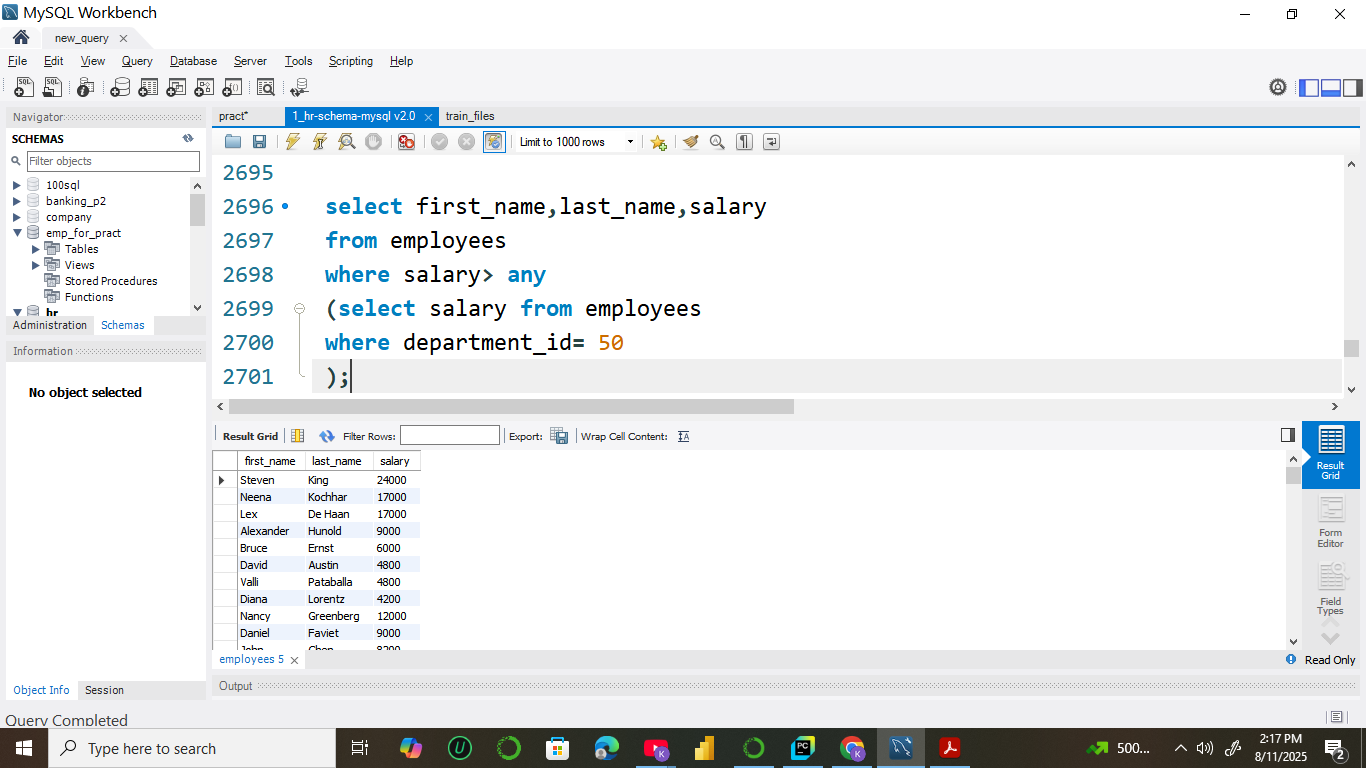 MySQL Workbench
new_query
File Edit View Query Database Server Tools Scripting Help
Navigator
SCHEMAS
Filter objects
100sql
banking_p2
company
emp_for_pract
Tables
Views
Stored Procedures
Functions
hr
Administration Schemas
Information
No object selected
Object Info Session
pract* 1_hr-schema-mysql v2.0 train_files
Limit to 1000 rows
2695
2696 select first_name,last_name,salary
2697 from employees
2698 where salary> any
2699 (select salary from employees
2700 where department_id= 50
2701 );
Result Grid Filter Rows: Export: Wrap Cell Content:
first_name last_name salary
Steven King 24000
Neena Kochhar 17000
Lex De Haan 17000
Alexander Hunold 9000
Bruce Ernst 6000
David Austin 4800
Valli Pataballa 4800
Diana Lorentz 4200
Nancy Greenberg 12000
Daniel Faviet 9000
John Chen 8200
Result
Grid
Form
Editor
Field
Types
employees 5
Read Only
Output
Query Completed
Type here to search
500...
2:17 PM
8/11/2025
2